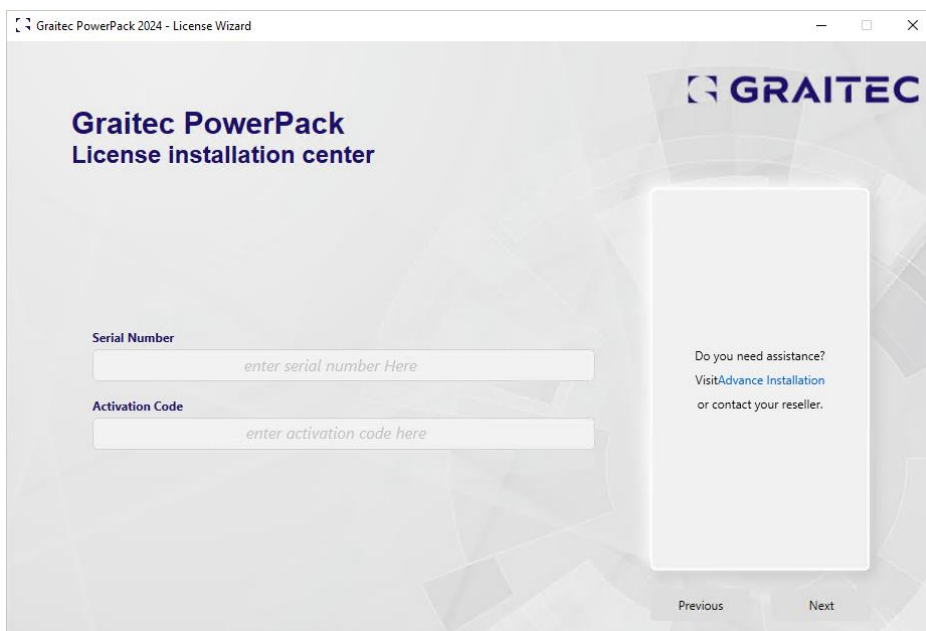 Graitec PowerPack 2024 - License Wizard
GRAITEC
Graitec PowerPack
License installation center
Serial Number
enter serial number Here
Activation Code
enter activation code here
Do you need assistance?
VisitAdvance Installation
or contact your reseller.
Previous
Next